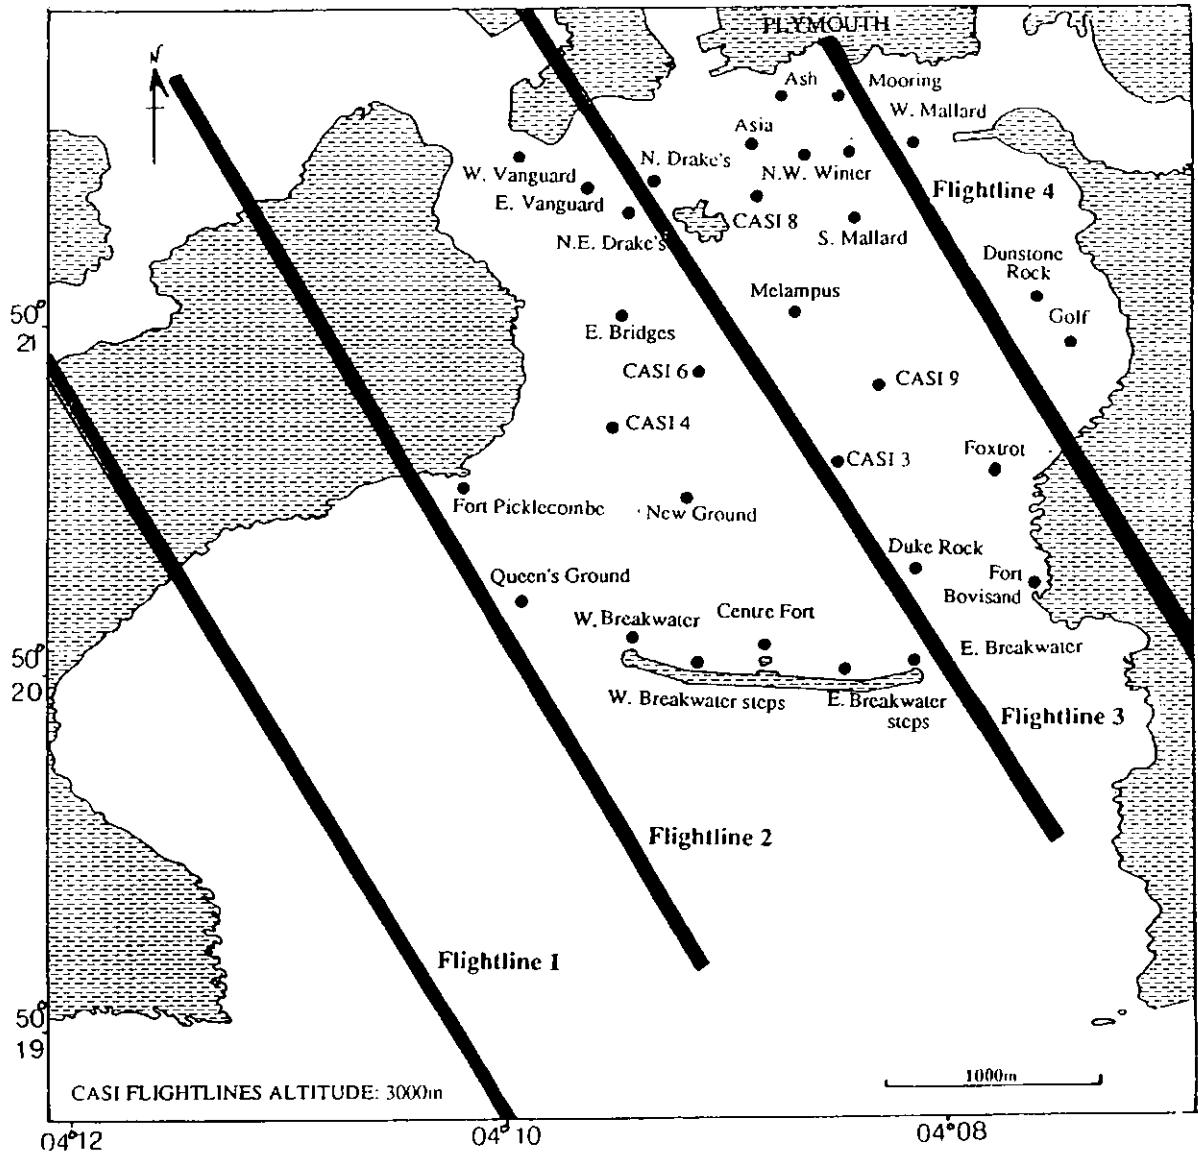 PLYMOUTH
N
Ash
Mooring
W. Mallard
Asia
N. Drake's
N.W. Winter
W. Vanguard
Flightline 4
E. Vanguard
CASI 8
N.E. Drake's
S. Mallard
Dunstone
Rock
Melampus
50°
21
Golf
E. Bridges
CASI 6
CASI 9
CASI 4
Foxtrot
CASI 3
Fort Picklecombe
New Ground
Duke Rock
Queen's Ground
Fort
Bovisand
W. Breakwater
Centre Fort
E. Breakwater
50°
20
W. Breakwater steps
E. Breakwater
steps
Flightline 3
Flightline 2
Flightline 1
50°
19
1000m
CASI FLIGHTLINES ALTITUDE: 3000m
04°12
04°10
04°08